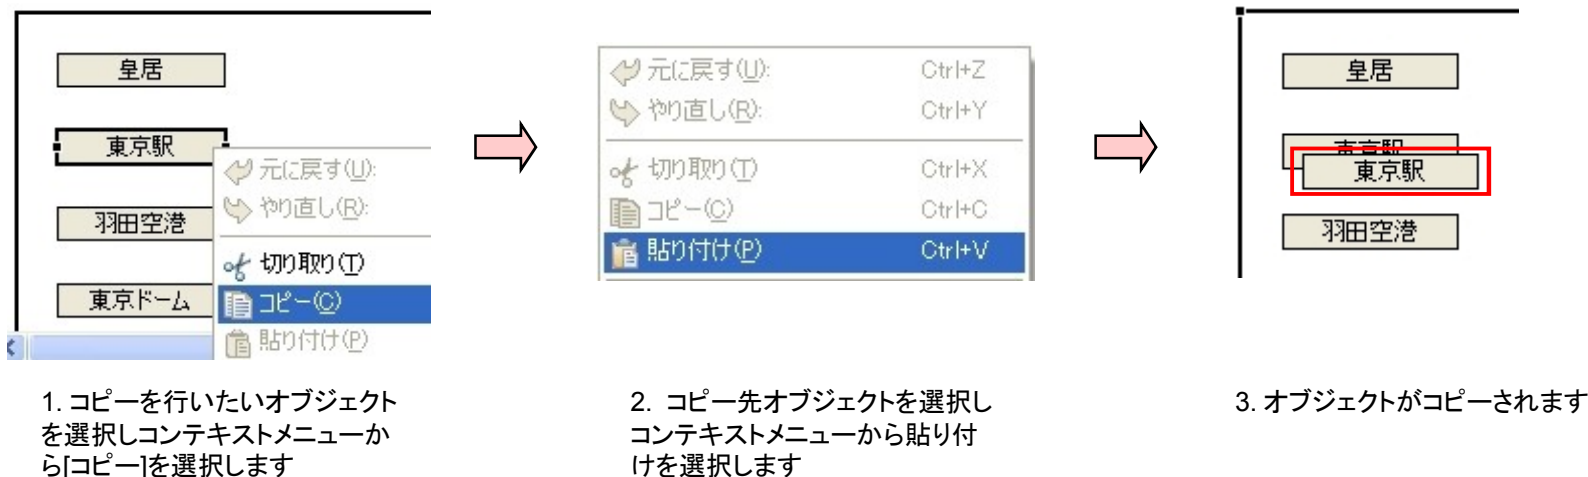 皇居
東京駅
羽田空港
東京ドーム
元に戻す(U):
やり直し(R):
切り取り(T)
コピー(C)
貼り付け(P)
1. コピーを行いたいオブジェクト
を選択しコンテキストメニューか
ら[コピー]を選択します
元に戻す(U): Ctrl+Z
やり直し(R): Ctrl+Y
切り取り(T) Ctrl+X
コピー(C) Ctrl+C
貼り付け(P) Ctrl+V
2. コピー先オブジェクトを選択し
コンテキストメニューから貼り付
けを選択します
皇居
東京駅
東京駅
羽田空港
3. オブジェクトがコピーされます